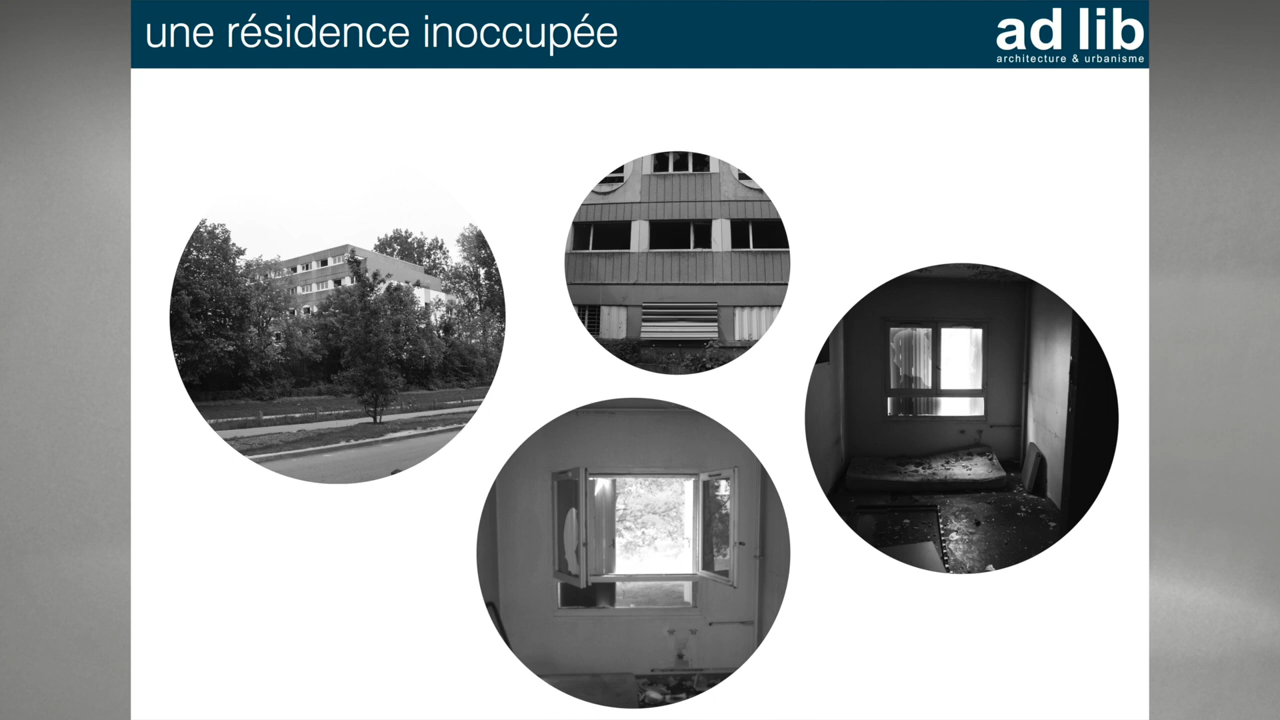 une résidence inoccupée
ad lib
architecture & urbanisme